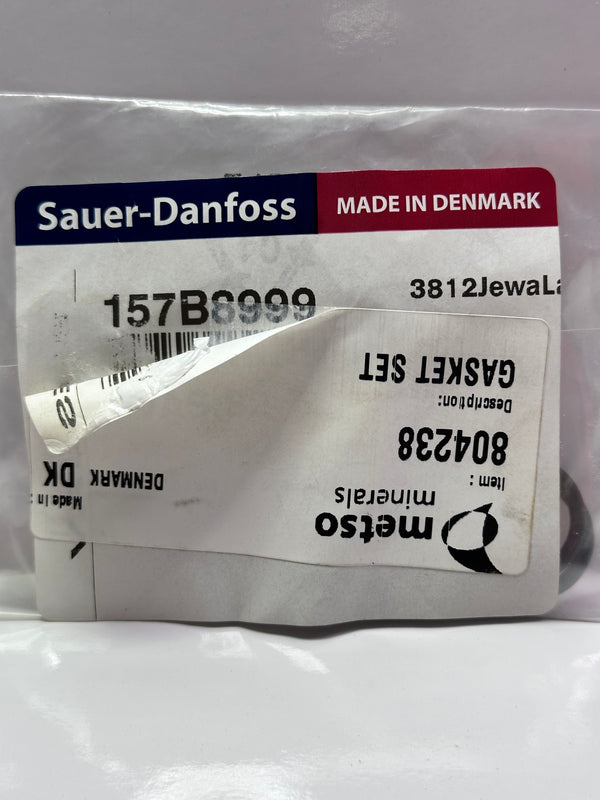 Sauer-Danfoss
MADE IN DENMARK
3812JewaLa
157B8999
metso
minerals
Item:
804238
Description:
GASKET SET
Made In:
DK
DENMARK